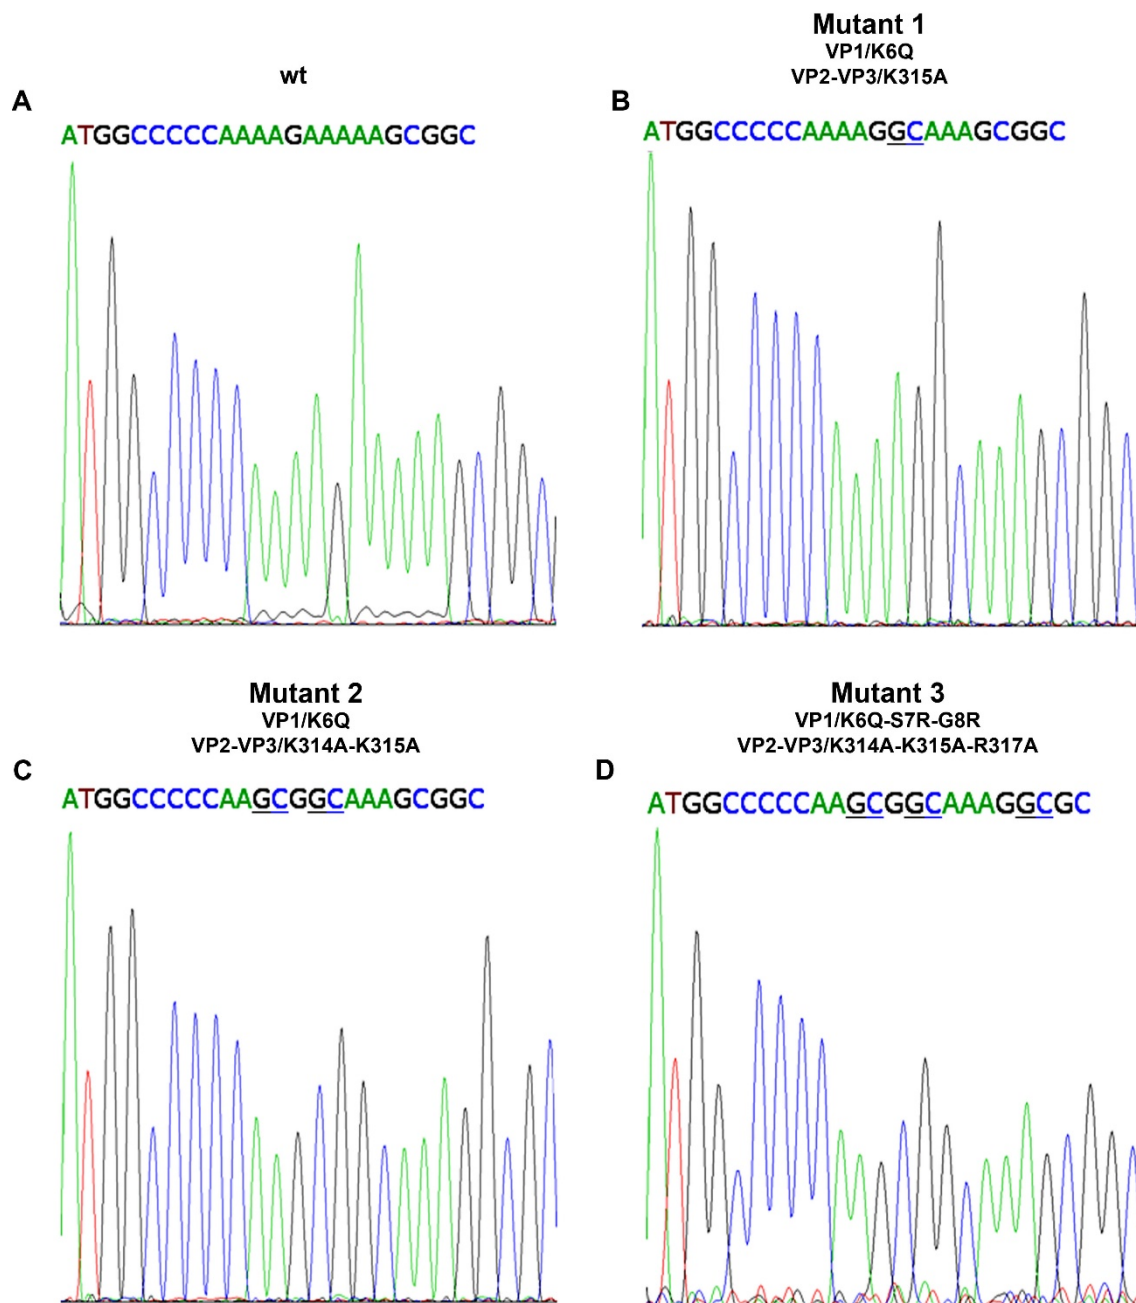 wt
A
ATGGCCCCCAAAAGAAAAAGCGGC
Mutant 1
VP1/K6Q
VP2-VP3/K315A
B
ATGGCCCCCAAAAGGCAAAGCGGC
Mutant 2
VP1/K6Q
VP2-VP3/K314A-K315A
C
ATGGCCCCCAAGCGGCAAAGCGGC
Mutant 3
VP1/K6Q-S7R-G8R
VP2-VP3/K314A-K315A-R317A
D
ATGGCCCCCAAGCGGCAAAGGCGC